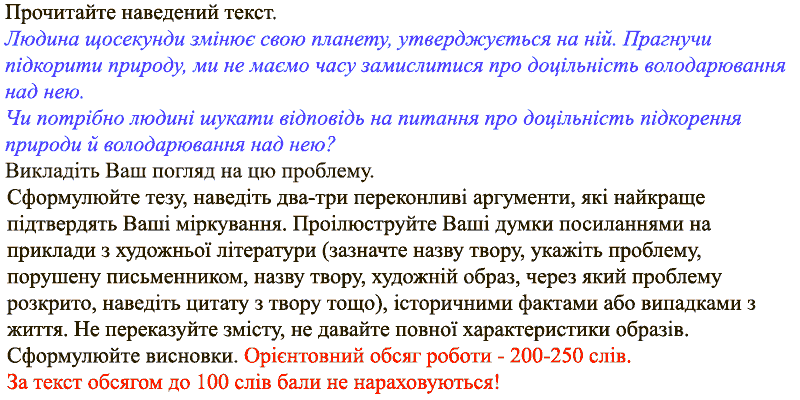 Прочитайте наведений текст.
Людина щосекунди змінює свою планету, утверджується на ній. Прагнучи
підкорити природу, ми не маємо часу замислитися про доцільність володарювання
над нею.
Чи потрібно людині шукати відповідь на питання про доцільність підкорення
природи й володарювання над нею?
Викладіть Ваш погляд на цю проблему.
Сформулюйте тезу, наведіть два-три переконливі аргументи, які найкраще
підтвердять Ваші міркування. Проілюструйте Ваші думки посиланнями на
приклади з художньої літератури (зазначте назву твору, укажіть проблему,
порушену письменником, назву твору, художній образ, через який проблему
розкрито, наведіть цитату з твору тощо), історичними фактами або випадками з
життя. Не переказуйте змісту, не давайте повної характеристики образів.
Сформулюйте висновки. Орієнтовний обсяг роботи - 200-250 слів.
За текст обсягом до 100 слів бали не нараховуються!